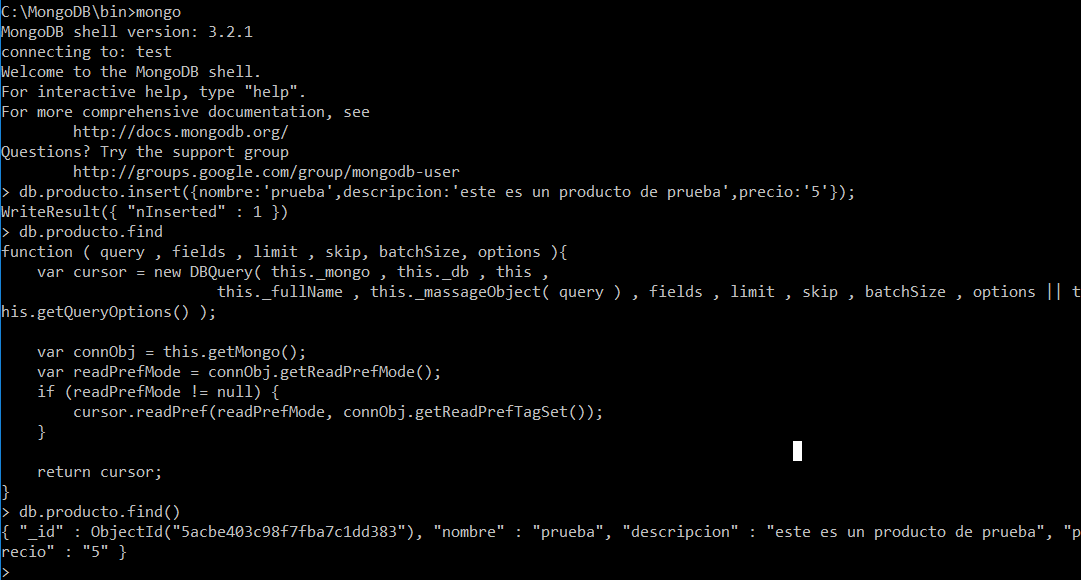 C:\MongoDB\bin>mongo
MongoDB shell version: 3.2.1
connecting to: test
Welcome to the MongoDB shell.
For interactive help, type "help".
For more comprehensive documentation, see
        http://docs.mongodb.org/
Questions? Try the support group
        http://groups.google.com/group/mongodb-user
> db.producto.insert({nombre:'prueba',descripcion:'este es un producto de prueba',precio:'5'});
WriteResult({ "nInserted" : 1 })
> db.producto.find
function ( query , fields , limit , skip, batchSize, options ){
    var cursor = new DBQuery( this._mongo , this._db , this ,
                        this._fullName , this._massageObject( query ) , fields , limit , skip , batchSize , options || t
his.getQueryOptions() );

    var connObj = this.getMongo();
    var readPrefMode = connObj.getReadPrefMode();
    if (readPrefMode != null) {
        cursor.readPref(readPrefMode, connObj.getReadPrefTagSet());
    }

    return cursor;
}
> db.producto.find()
{ "_id" : ObjectId("5acbe403c98f7fba7c1dd383"), "nombre" : "prueba", "descripcion" : "este es un producto de prueba", "p
recio" : "5" }
>